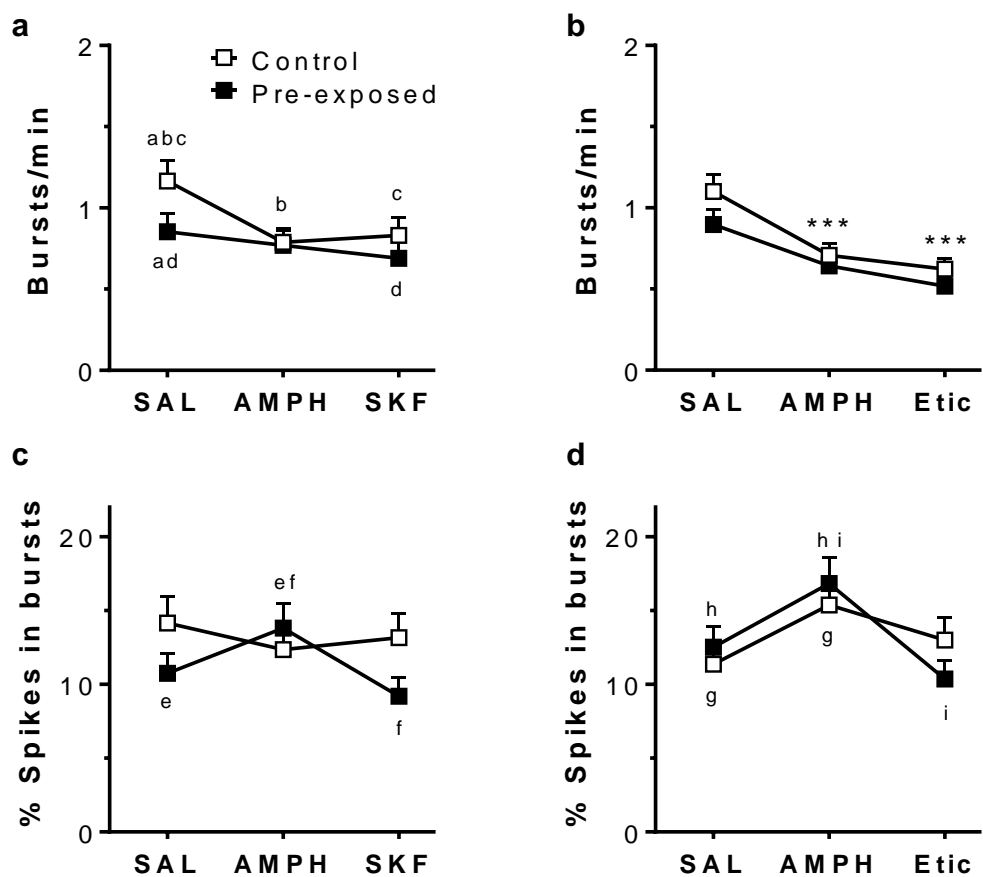 a
Bursts/min
2
1
0
Control
Pre-exposed
abc
ad
b
c
d
SAL AMPH SKF
b
Bursts/min
2
1
0
***
***
SAL AMPH Etic
c
% Spikes in bursts
20
10
0
e
ef
f
SAL AMPH SKF
d
% Spikes in bursts
20
10
0
h
g
h i
g
i
SAL AMPH Etic